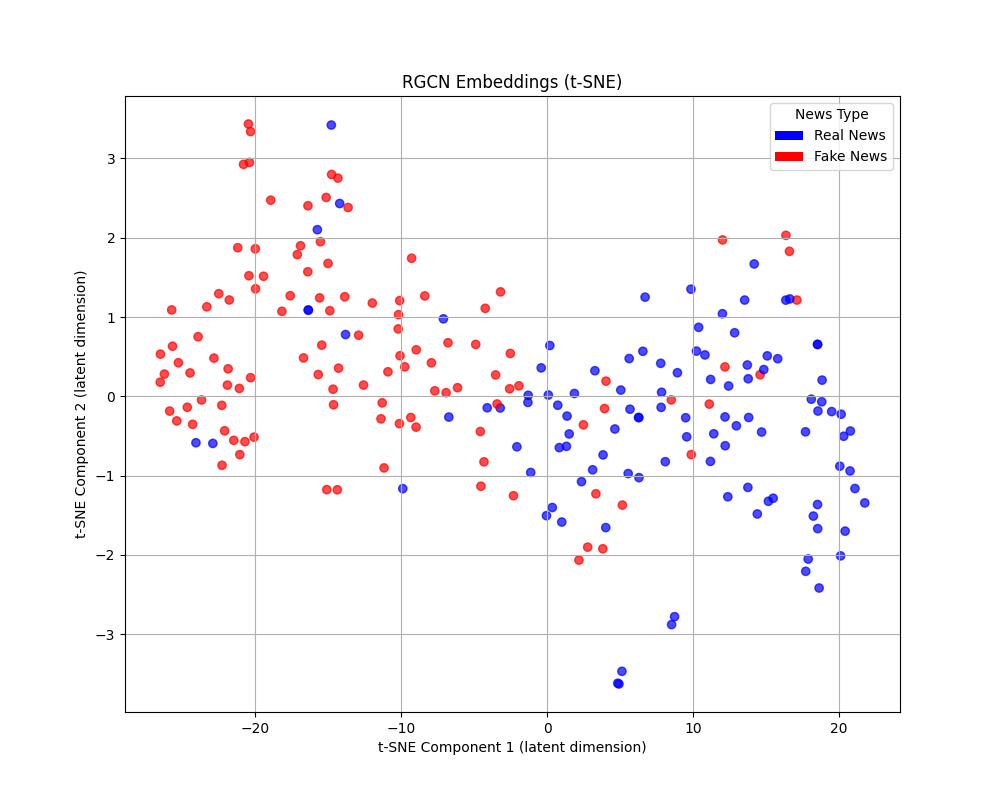 RGCN Embeddings (t-SNE)
News Type
Real News
Fake News
3
2
1
0
−1
−2
−3
t-SNE Component 2 (latent dimension)
−20
−10
0
10
20
t-SNE Component 1 (latent dimension)